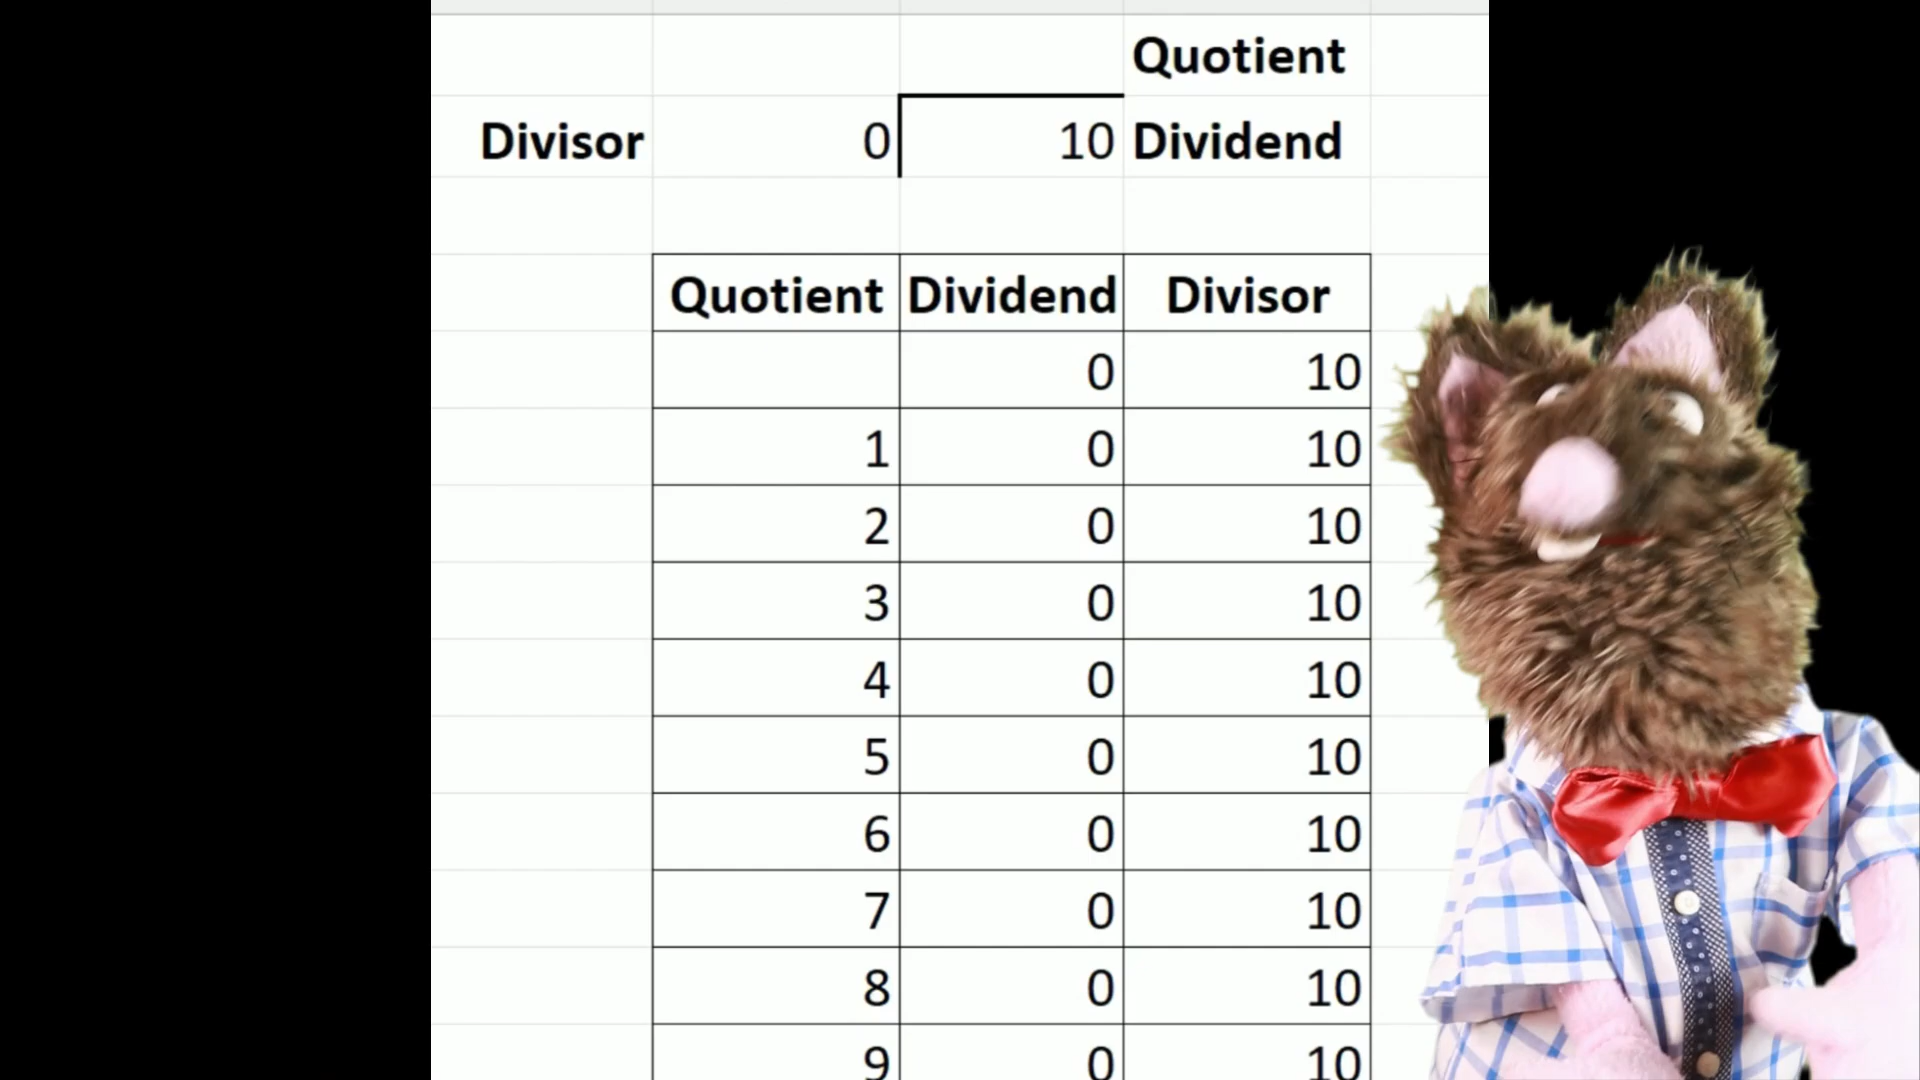 Quotient
Divisor 0 10 Dividend
Quotient Dividend Divisor
0 10
1 0 10
2 0 10
3 0 10
4 0 10
5 0 10
6 0 10
7 0 10
8 0 10
9 0 10